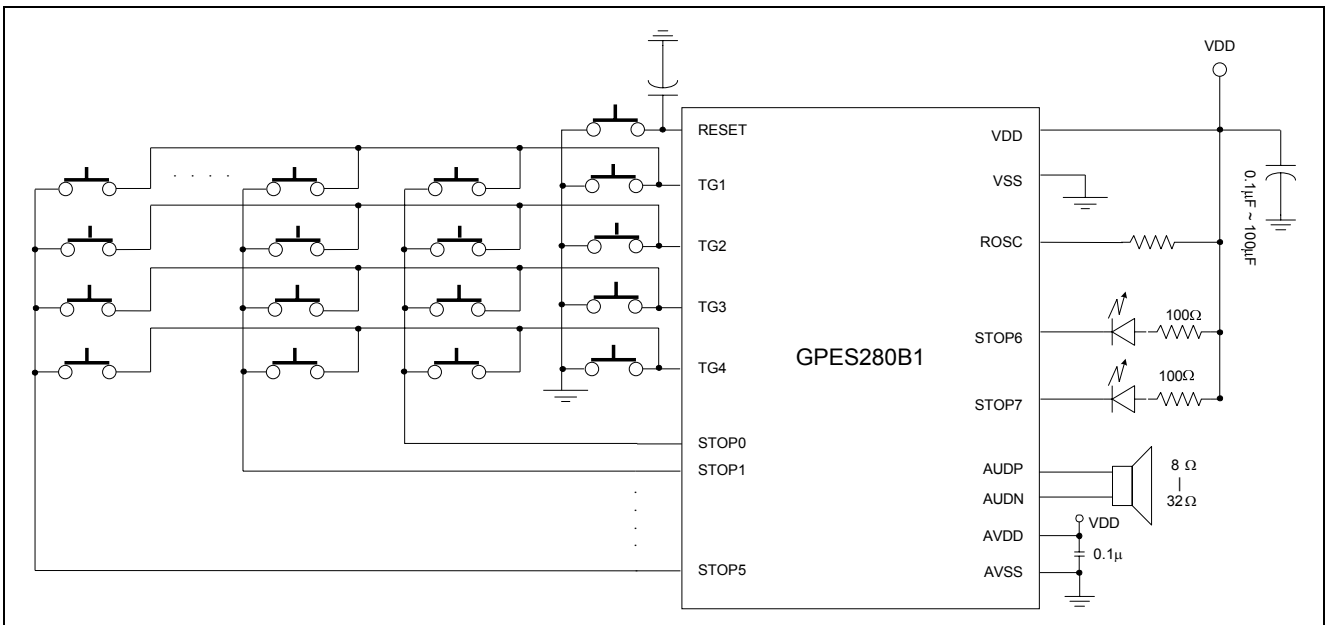 VDD
RESET
TG1
TG2
TG3
TG4
STOP0
STOP1
STOP5
GPES280B1
VDD
VSS
ROSC
STOP6
STOP7
AUDP
AUDN
AVDD
AVSS
0.1µF ~ 100µF
100Ω
100Ω
8 Ω
|
32Ω
VDD
0.1µ